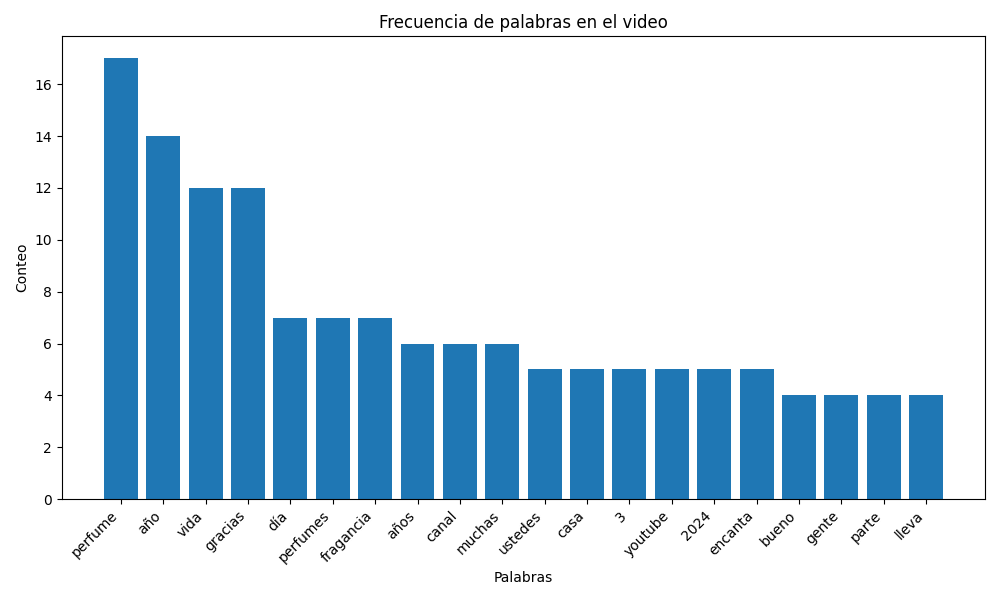 Frecuencia de palabras en el video
Conteo
16
14
12
10
8
6
4
2
0
perfume
año
vida
gracias
día
perfumes
fragancia
años
canal
muchas
ustedes
casa
3
youtube
2024
encanta
bueno
gente
parte
lleva
Palabras